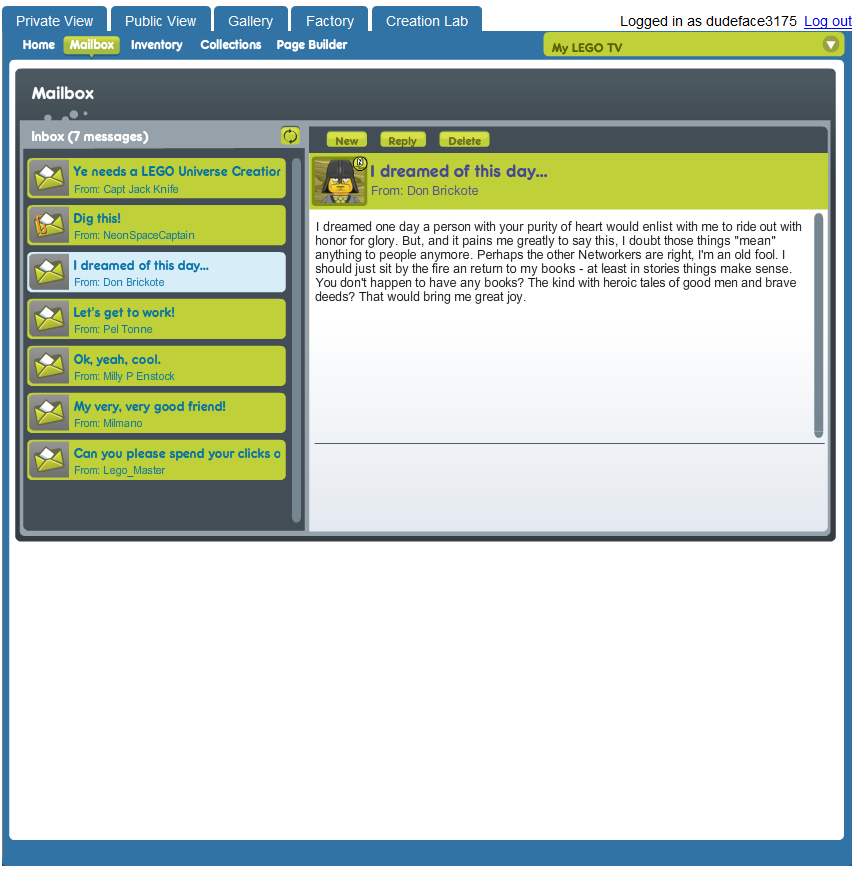 Private View
Public View
Gallery
Factory
Creation Lab
Logged in as dudeface3175 Log out
Home
Mailbox
Inventory
Collections
Page Builder
My LEGO TV
Mailbox
Inbox (7 messages)
Ye needs a LEGO Universe Creation
From: Capt Jack Knife
Dig this!
From: NeonSpaceCaptain
I dreamed of this day...
From: Don Brickote
Let's get to work!
From: Pel Tonne
Ok, yeah, cool.
From: Milly P Enstock
My very, very good friend!
From: Milmano
Can you please spend your clicks o
From: Lego_Master
New
Reply
Delete
N
I dreamed of this day...
From: Don Brickote
I dreamed one day a person with your purity of heart would enlist with me to ride out with
honor for glory. But, and it pains me greatly to say this, I doubt those things "mean"
anything to people anymore. Perhaps the other Networkers are right, I'm an old fool. I
should just sit by the fire an return to my books - at least in stories things make sense.
You don't happen to have any books? The kind with heroic tales of good men and brave
deeds? That would bring me great joy.